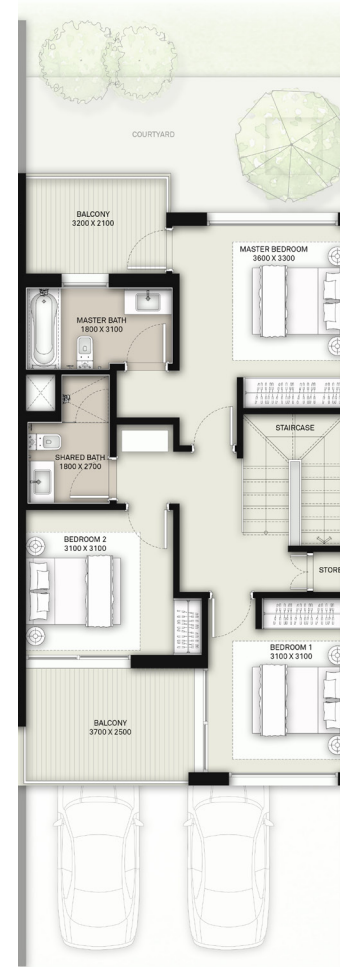 COURTYARD
BALCONY
3200 X 2100
MASTER BEDROOM
3600 X 3300
MASTER BATH
1800 X 3100
STAIRCASE
SHARED BATH
1800 X 2700
BEDROOM 2
3100 X 3100
STORE
BEDROOM 1
3100 X 3100
BALCONY
3700 X 2500